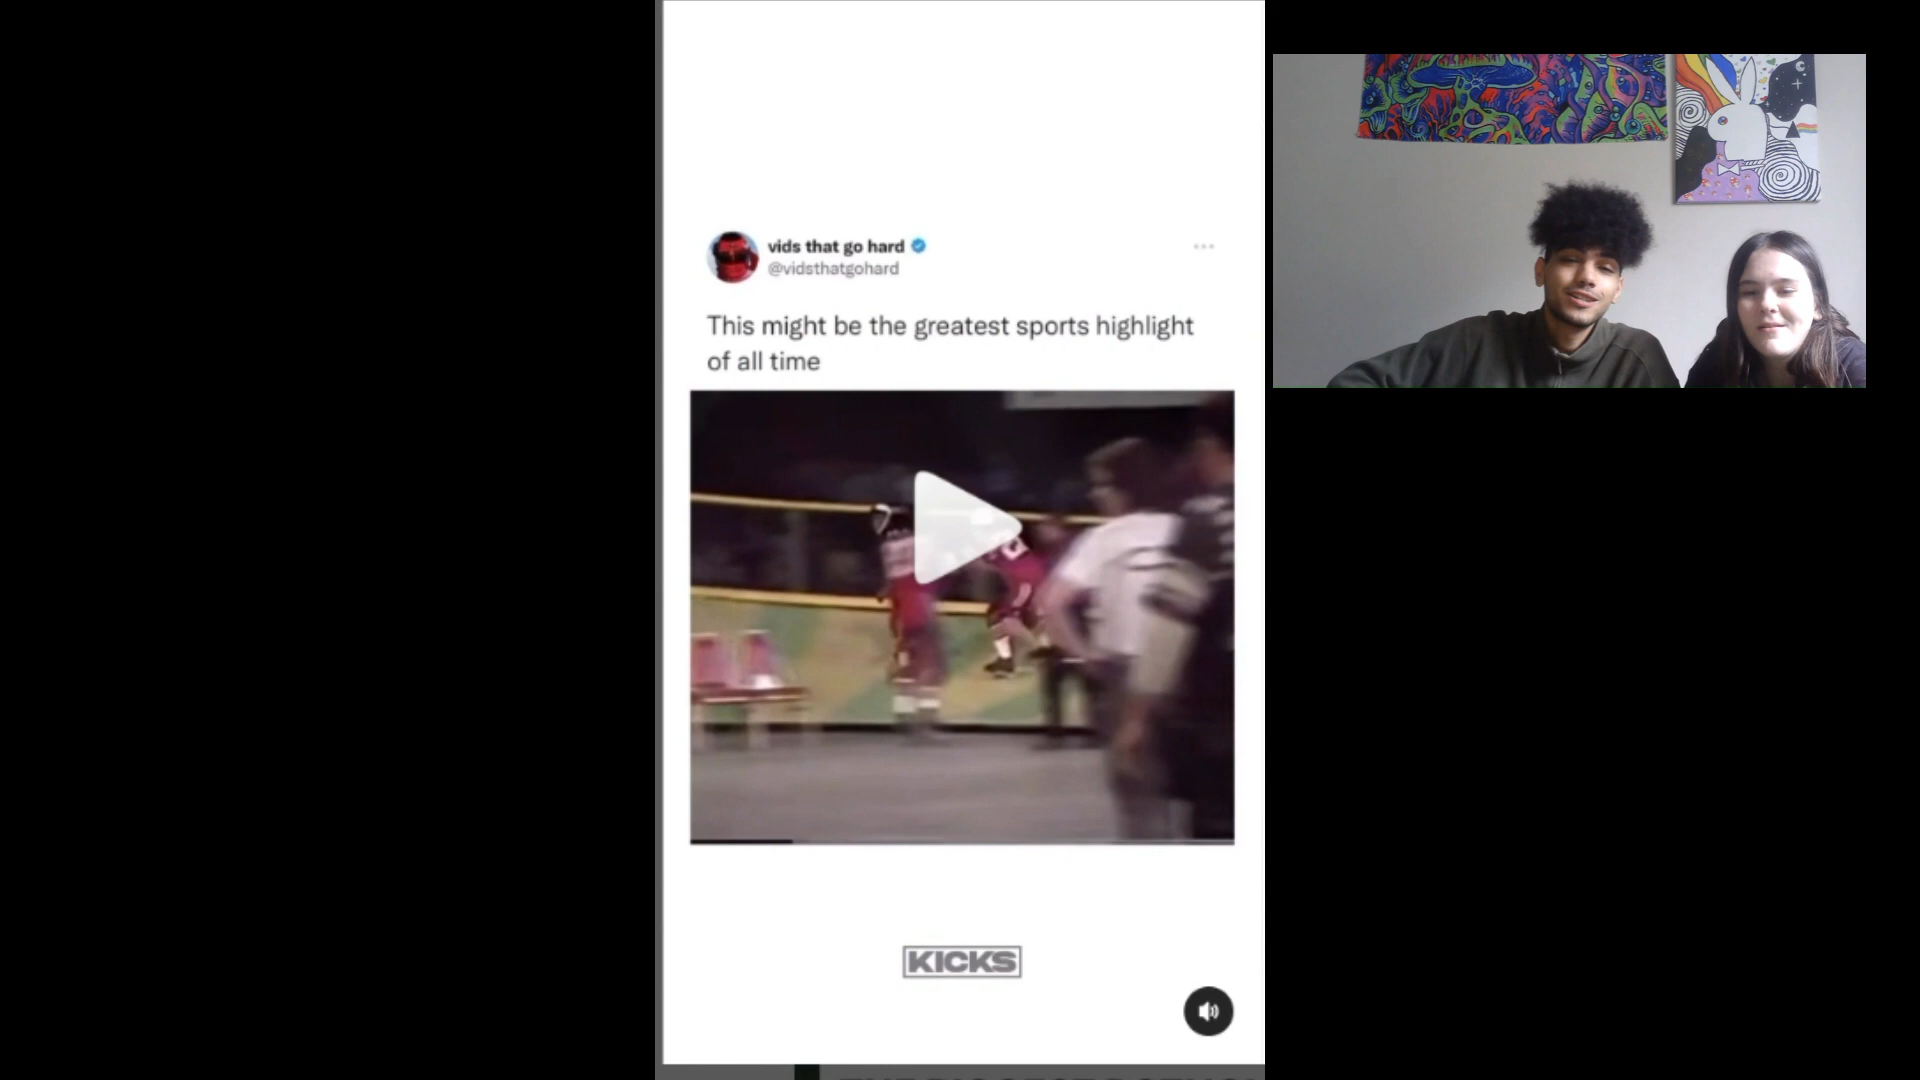 vids that go hard
@vidsthatgohard
This might be the greatest sports highlight
of all time
KICKS